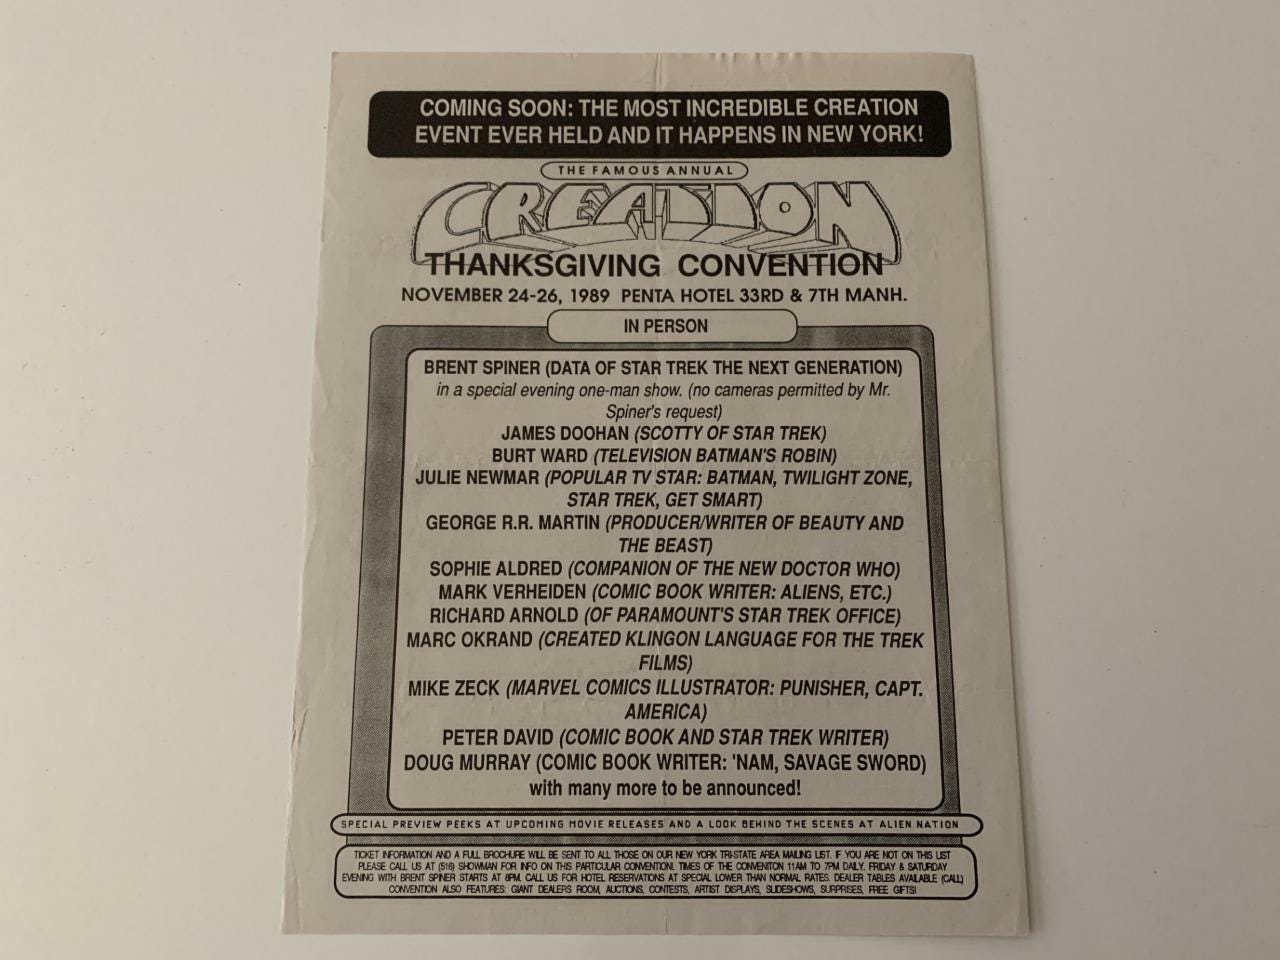 COMING SOON: THE MOST INCREDIBLE CREATION
EVENT EVER HELD AND IT HAPPENS IN NEW YORK!
THE FAMOUS ANNUAL
CREATION
THANKSGIVING CONVENTION
NOVEMBER 24-26, 1989 PENTA HOTEL 33RD & 7TH MANH.
IN PERSON
BRENT SPINER (DATA OF STAR TREK THE NEXT GENERATION)
in a special evening one-man show. (no cameras permitted by Mr.
Spiner's request)
JAMES DOOHAN (SCOTTY OF STAR TREK)
BURT WARD (TELEVISION BATMAN'S ROBIN)
JULIE NEWMAR (POPULAR TV STAR: BATMAN, TWILIGHT ZONE,
STAR TREK, GET SMART)
GEORGE R.R. MARTIN (PRODUCER/WRITER OF BEAUTY AND
THE BEAST)
SOPHIE ALDRED (COMPANION OF THE NEW DOCTOR WHO)
MARK VERHEIDEN (COMIC BOOK WRITER: ALIENS, ETC.)
RICHARD ARNOLD (OF PARAMOUNT'S STAR TREK OFFICE)
MARC OKRAND (CREATED KLINGON LANGUAGE FOR THE TREK
FILMS)
MIKE ZECK (MARVEL COMICS ILLUSTRATOR: PUNISHER, CAPT.
AMERICA)
PETER DAVID (COMIC BOOK AND STAR TREK WRITER)
DOUG MURRAY (COMIC BOOK WRITER: 'NAM, SAVAGE SWORD)
with many more to be announced!
SPECIAL PREVIEW PEEKS AT UPCOMING MOVIE RELEASES AND A LOOK BEHIND THE SCENES AT ALIEN NATION
TICKET INFORMATION AND A FULL BROCHURE WILL BE SENT TO ALL THOSE ON OUR NEW YORK TRI-STATE AREA MAILING LIST. IF YOU ARE NOT ON THIS LIST
PLEASE CALL US AT (516) SHOWMAN FOR INFO ON THIS PARTICULAR CONVENTION! TIMES OF THE CONVENITON 11AM TO 7PM DAILY. FRIDAY & SATURDAY
EVENING WITH BRENT SPINER STARTS AT 8PM. CALL US FOR HOTEL RESERVATIONS AT SPECIAL LOWER THAN NORMAL RATES. DEALER TABLES AVAILABLE (CALL)
CONVENTION ALSO FEATURES: GIANT DEALERS ROOM, AUCTIONS, CONTESTS, ARTIST DISPLAYS, SLIDESHOWS, SURPRISES, FREE GIFTS!